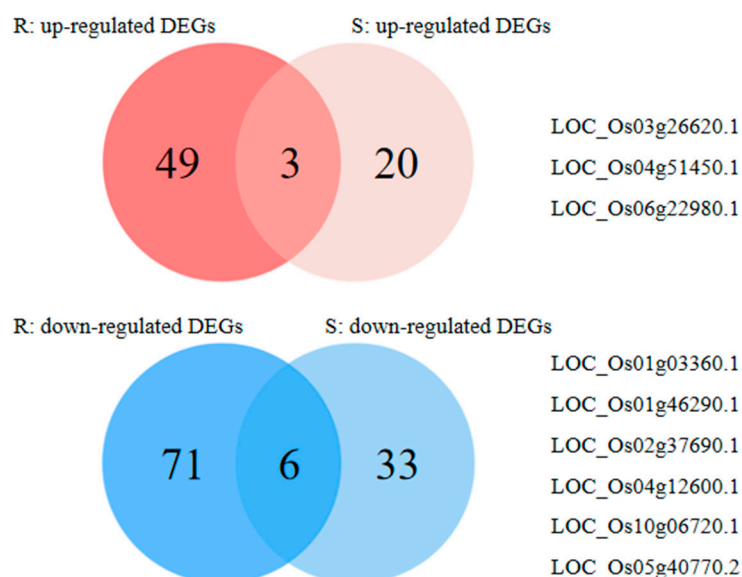 R: up-regulated DEGs S: up-regulated DEGs
49 3 20
LOC_Os03g26620.1
LOC_Os04g51450.1
LOC_Os06g22980.1
R: down-regulated DEGs S: down-regulated DEGs
71 6 33
LOC_Os01g03360.1
LOC_Os01g46290.1
LOC_Os02g37690.1
LOC_Os04g12600.1
LOC_Os10g06720.1
LOC_Os05g40770.2